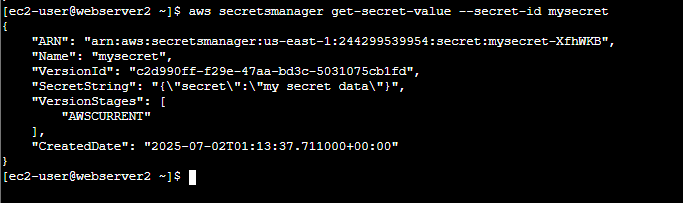 [ec2-user@webserver2 ~]$ aws secretsmanager get-secret-value --secret-id mysecret
{
    "ARN": "arn:aws:secretsmanager:us-east-1:244299539954:secret:mysecret-XfhWKB",
    "Name": "mysecret",
    "VersionId": "c2d990ff-f29e-47aa-bd3c-5031075cb1fd",
    "SecretString": "{\"secret\":\"my secret data\"}",
    "VersionStages": [
        "AWSCURRENT"
    ],
    "CreatedDate": "2025-07-02T01:13:37.711000+00:00"
}
[ec2-user@webserver2 ~]$